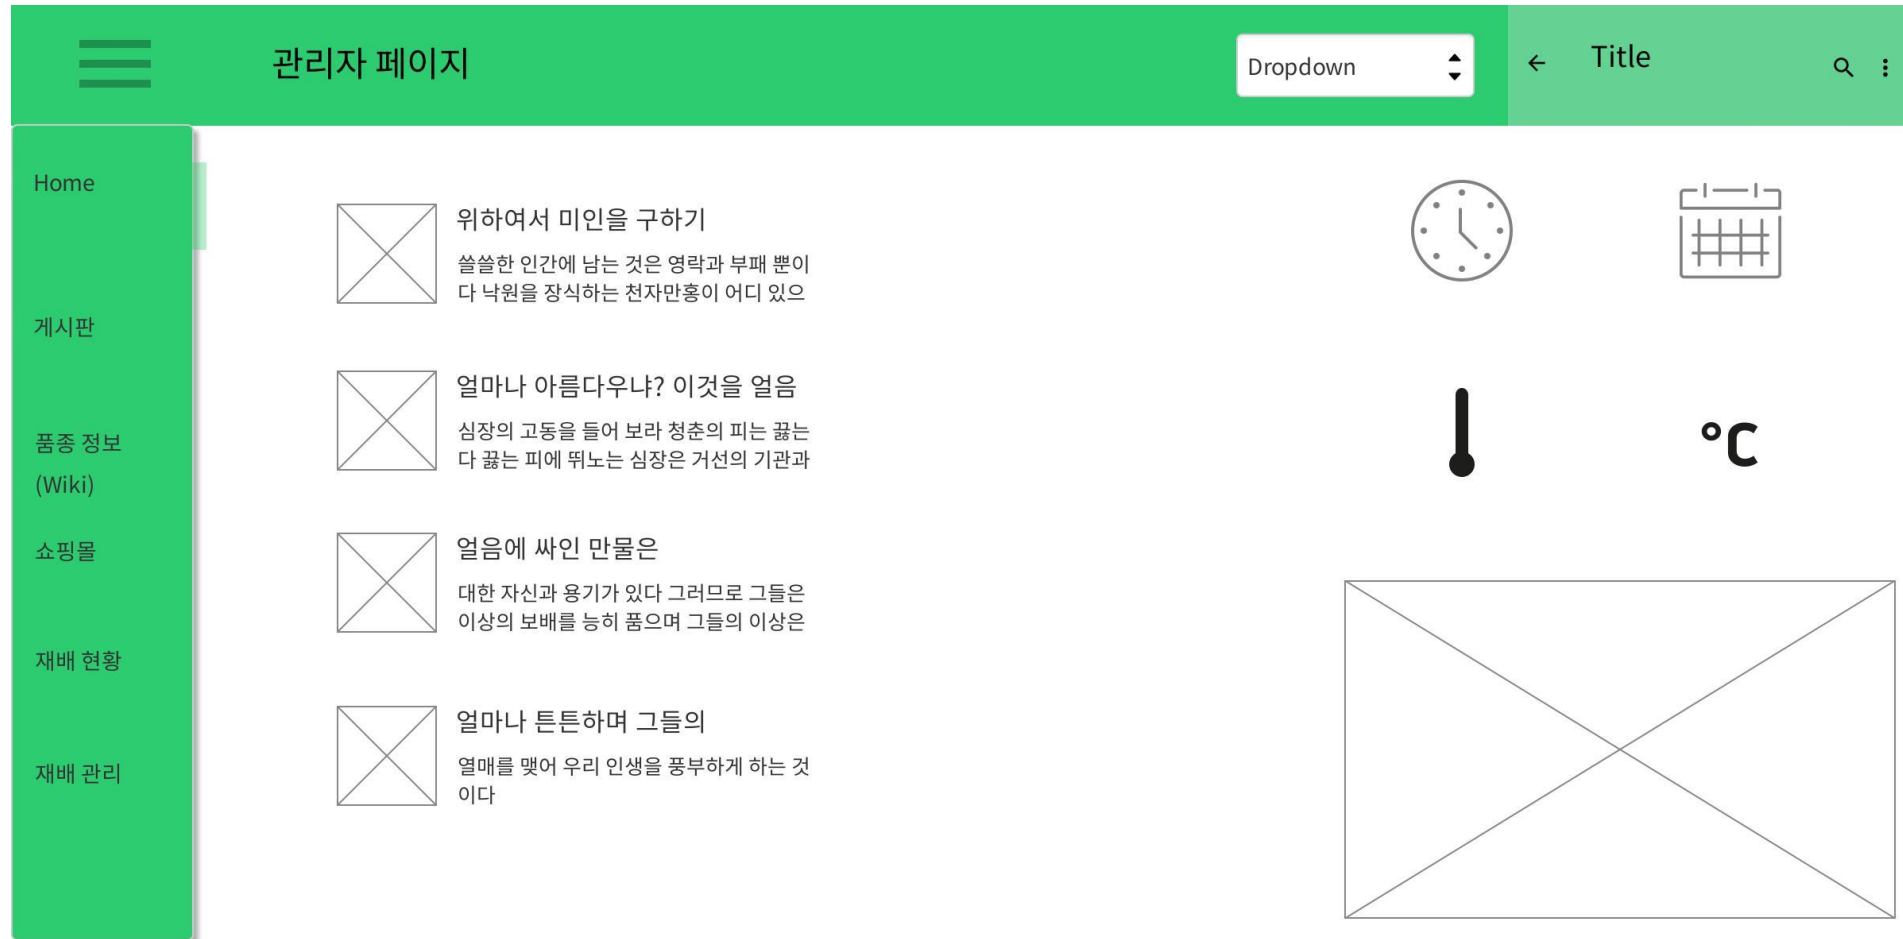 관리자 페이지
Dropdown
Title
Home
게시판
품종 정보
(Wiki)
쇼핑몰
재배 현황
재배 관리
위하여서 미인을 구하기
쓸쓸한 인간에 남는 것은 영락과 부패 뿐이
다 낙원을 장식하는 천자만홍이 어디 있으
얼마나 아름다우냐? 이것을 얼음
심장의 고동을 들어 보라 청춘의 피는 끓는
다 끓는 피에 뛰노는 심장은 거선의 기관과
얼음에 싸인 만물은
대한 자신과 용기가 있다 그러므로 그들은
이상의 보배를 능히 품으며 그들의 이상은
얼마나 튼튼하며 그들의
열매를 맺어 우리 인생을 풍부하게 하는 것
이다
°C